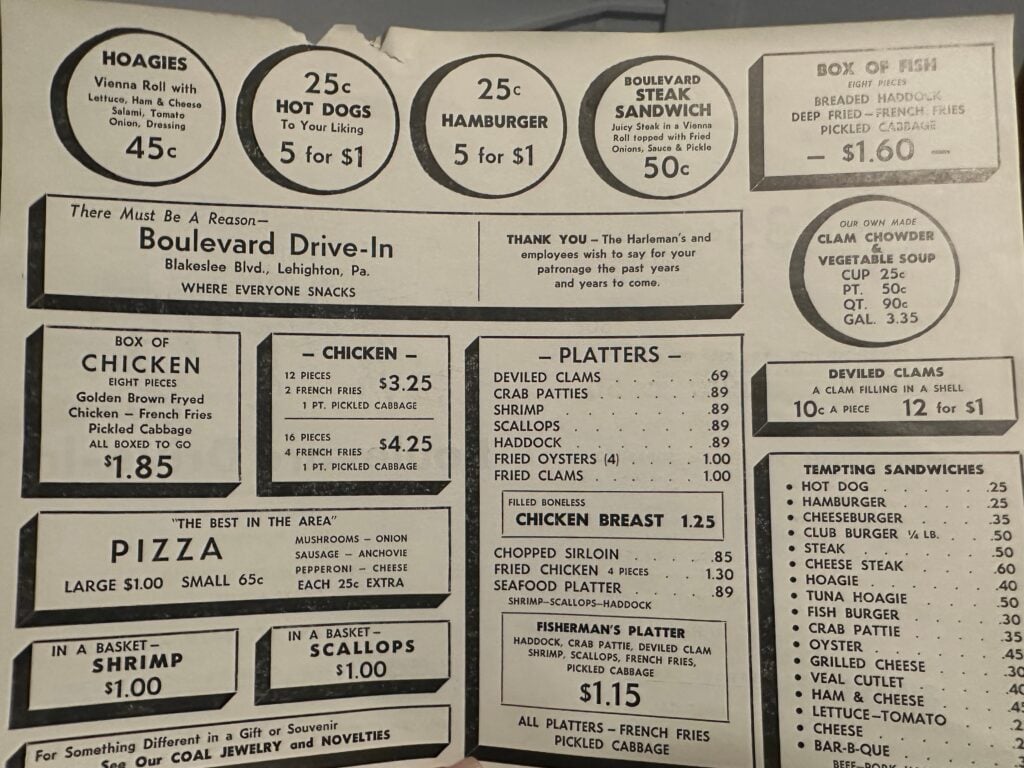 HOAGIES
Vienna Roll with
Lettuce, Ham & Cheese
Salami, Tomato
Onion, Dressing
45c
25c
HOT DOGS
To Your Liking
5 for $1
25c
HAMBURGER
5 for $1
BOULEVARD
STEAK
SANDWICH
Juicy Steak in a Vienna
Roll topped with Fried
Onions, Sauce & Pickle
50c
BOX OF FISH
EIGHT PIECES
BREADED HADDOCK
DEEP FRIED – FRENCH FRIES
PICKLED CABBAGE
– $1.60 –
There Must Be A Reason—
Boulevard Drive-In
Blakeslee Blvd., Lehighton, Pa.
WHERE EVERYONE SNACKS
THANK YOU – The Harleman's and
employees wish to say for your
patronage the past years
and years to come.
OUR OWN MADE
CLAM CHOWDER
&
VEGETABLE SOUP
CUP 25c
PT. 50c
QT. 90c
GAL. 3.35
BOX OF
CHICKEN
EIGHT PIECES
Golden Brown Fryed
Chicken – French Fries
Pickled Cabbage
ALL BOXED TO GO
$1.85
– CHICKEN –
12 PIECES
2 FRENCH FRIES $3.25
1 PT. PICKLED CABBAGE
16 PIECES
4 FRENCH FRIES $4.25
1 PT. PICKLED CABBAGE
– PLATTERS –
DEVILED CLAMS . . . . . . .69
CRAB PATTIES . . . . . . .89
SHRIMP . . . . . . . . .89
SCALLOPS . . . . . . . .89
HADDOCK . . . . . . . .89
FRIED OYSTERS (4) . . . . . 1.00
FRIED CLAMS . . . . . . 1.00
FILLED BONELESS
CHICKEN BREAST 1.25
CHOPPED SIRLOIN . . . . . .85
FRIED CHICKEN 4 PIECES . . . 1.30
SEAFOOD PLATTER . . . . . .89
SHRIMP–SCALLOPS–HADDOCK
FISHERMAN'S PLATTER
HADDOCK, CRAB PATTIE, DEVILED CLAM
SHRIMP, SCALLOPS, FRENCH FRIES,
PICKLED CABBAGE
$1.15
ALL PLATTERS – FRENCH FRIES
PICKLED CABBAGE
DEVILED CLAMS
A CLAM FILLING IN A SHELL
10c A PIECE 12 for $1
TEMPTING SANDWICHES
• HOT DOG . . . . . . .25
• HAMBURGER . . . . . .25
• CHEESEBURGER . . . . . .35
• CLUB BURGER ¼ LB. . . . . .50
• STEAK . . . . . . . .50
• CHEESE STEAK . . . . . .60
• HOAGIE . . . . . . . .40
• TUNA HOAGIE . . . . . .50
• FISH BURGER . . . . . .30
• CRAB PATTIE . . . . . .35
• OYSTER . . . . . . . .45
• GRILLED CHEESE . . . . . .30
• VEAL CUTLET . . . . . .40
• HAM & CHEESE . . . . . .45
• LETTUCE–TOMATO . . . .
• CHEESE . . . . . . .
• BAR-B-QUE . . . . . .
"THE BEST IN THE AREA"
PIZZA
LARGE $1.00 SMALL 65c
MUSHROOMS – ONION
SAUSAGE – ANCHOVIE
PEPPERONI – CHEESE
EACH 25c EXTRA
IN A BASKET –
SHRIMP
$1.00
IN A BASKET –
SCALLOPS
$1.00
For Something Different in a Gift or Souvenir
See Our COAL JEWELRY and NOVELTIES